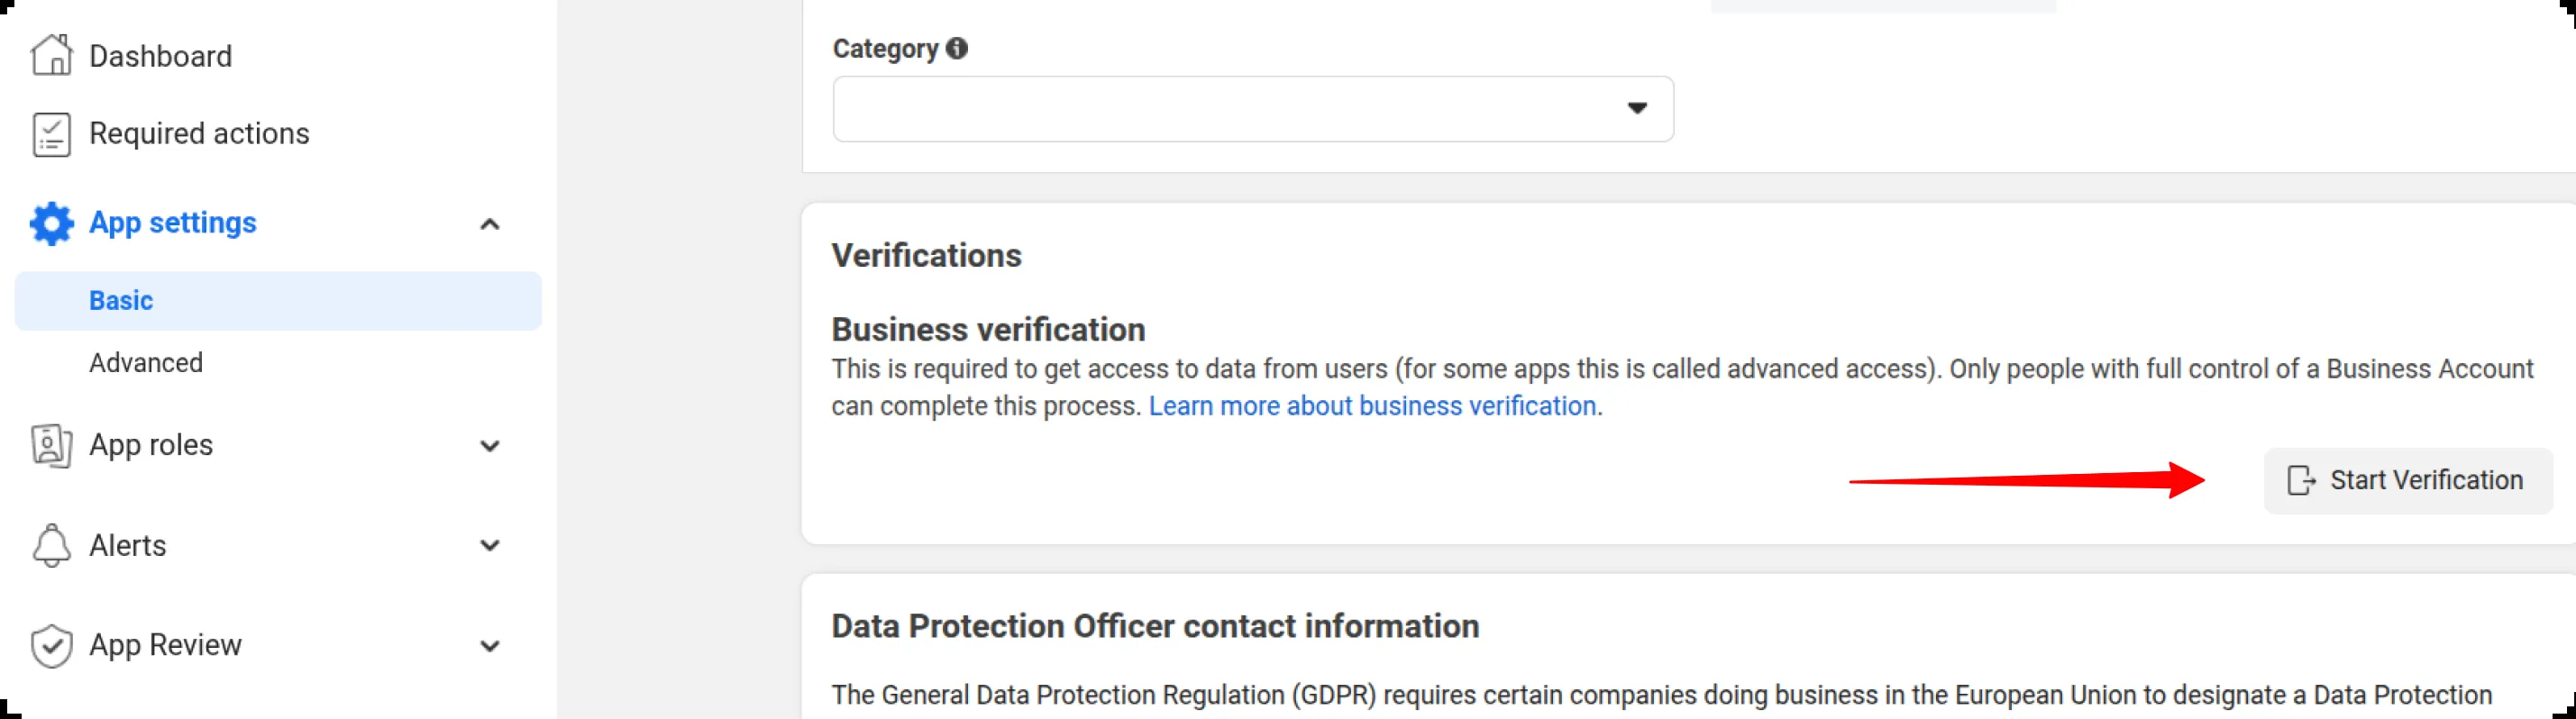 Dashboard
Required actions
App settings
Basic
Advanced
App roles
Alerts
App Review
Category
Verifications
Business verification
This is required to get access to data from users (for some apps this is called advanced access). Only people with full control of a Business Account
can complete this process. Learn more about business verification.
Start Verification
Data Protection Officer contact information
The General Data Protection Regulation (GDPR) requires certain companies doing business in the European Union to designate a Data Protection